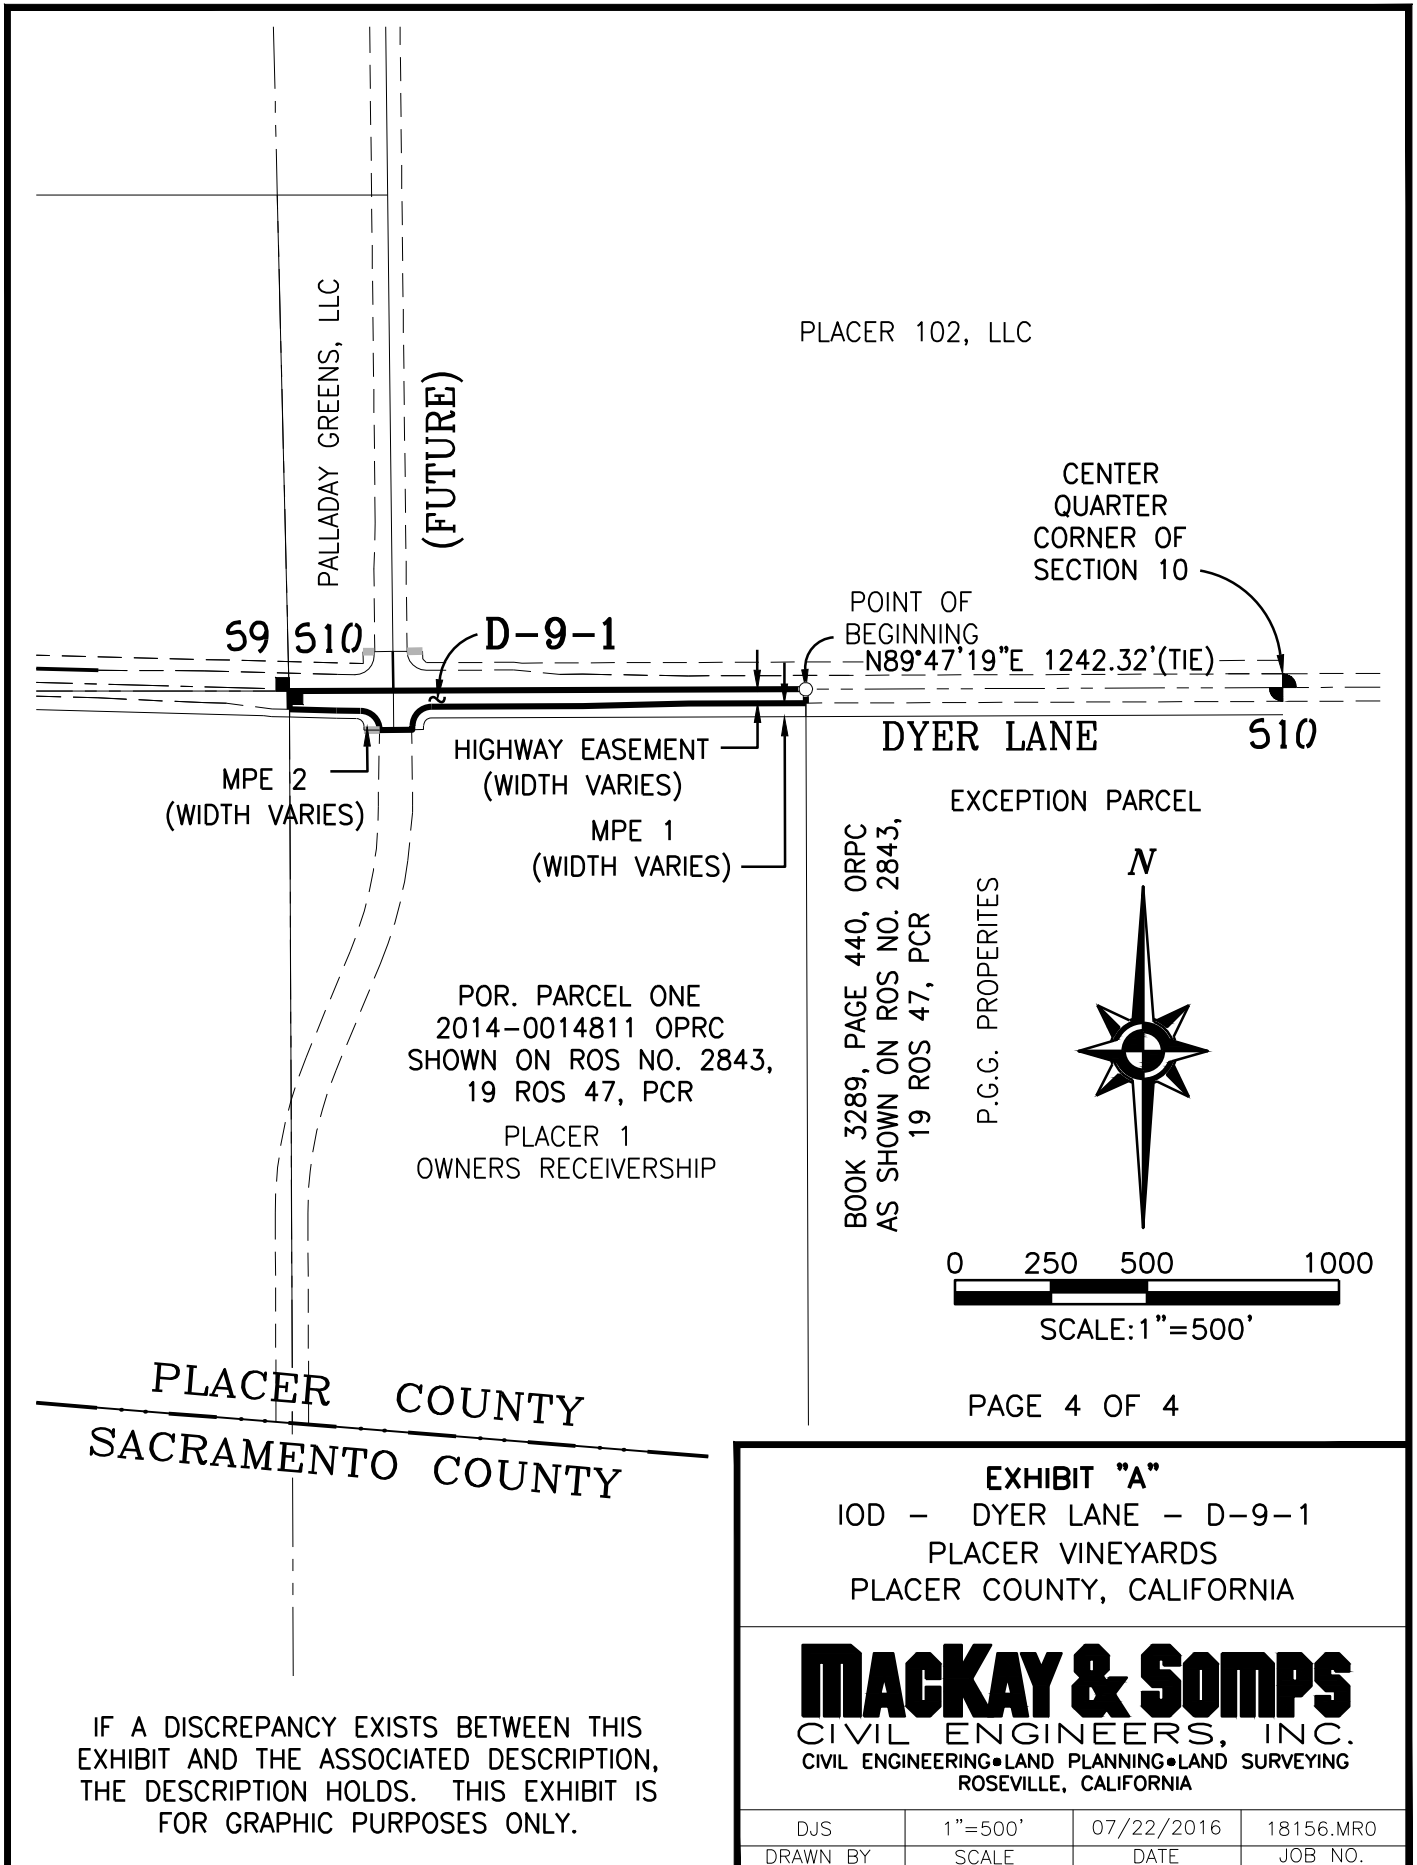 PALLADAY GREENS, LLC
(FUTURE)
PLACER 102, LLC
CENTER
QUARTER
CORNER OF
SECTION 10
POINT OF
BEGINNING
N89°47'19"E 1242.32'(TIE)
S9 S10
D-9-1
DYER LANE
S10
HIGHWAY EASEMENT
(WIDTH VARIES)
MPE 2
(WIDTH VARIES)
MPE 1
(WIDTH VARIES)
EXCEPTION PARCEL
BOOK 3289, PAGE 440, ORPC
AS SHOWN ON ROS NO. 2843,
19 ROS 47, PCR
P.G.G. PROPERITES
N
POR. PARCEL ONE
2014-0014811 OPRC
SHOWN ON ROS NO. 2843,
19 ROS 47, PCR
PLACER 1
OWNERS RECEIVERSHIP
0 250 500 1000
SCALE:1"=500'
PLACER COUNTY
SACRAMENTO COUNTY
PAGE 4 OF 4
EXHIBIT "A"
IOD - DYER LANE - D-9-1
PLACER VINEYARDS
PLACER COUNTY, CALIFORNIA
MACKAY & SOMPS
CIVIL ENGINEERS, INC.
CIVIL ENGINEERING•LAND PLANNING•LAND SURVEYING
ROSEVILLE, CALIFORNIA
IF A DISCREPANCY EXISTS BETWEEN THIS
EXHIBIT AND THE ASSOCIATED DESCRIPTION,
THE DESCRIPTION HOLDS. THIS EXHIBIT IS
FOR GRAPHIC PURPOSES ONLY.
DJS 1"=500' 07/22/2016 18156.MR0
DRAWN BY SCALE DATE JOB NO.